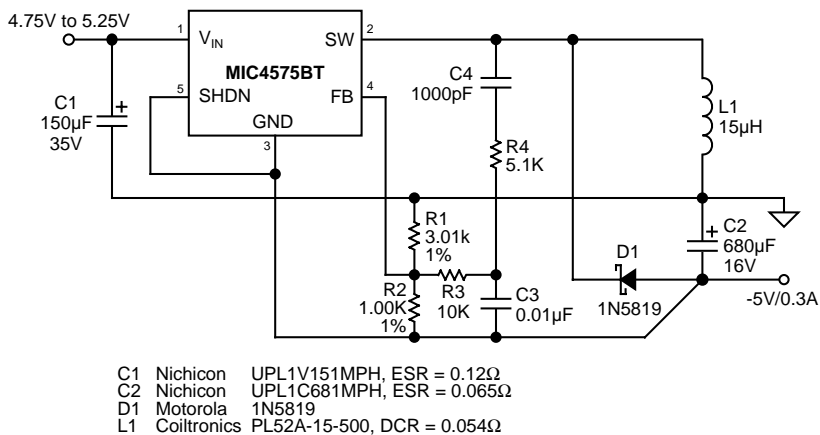 4.75V to 5.25V
1
VIN
SW
2
MIC4575BT
5
SHDN
FB
4
GND
3
C1
150µF
35V
+
C4
1000pF
R4
5.1K
L1
15µH
R1
3.01k
1%
R2
1.00K
1%
R3
10K
C3
0.01µF
D1
1N5819
C2
+
680µF
16V
-5V/0.3A
C1 Nichicon UPL1V151MPH, ESR = 0.12Ω
C2 Nichicon UPL1C681MPH, ESR = 0.065Ω
D1 Motorola 1N5819
L1 Coiltronics PL52A-15-500, DCR = 0.054Ω